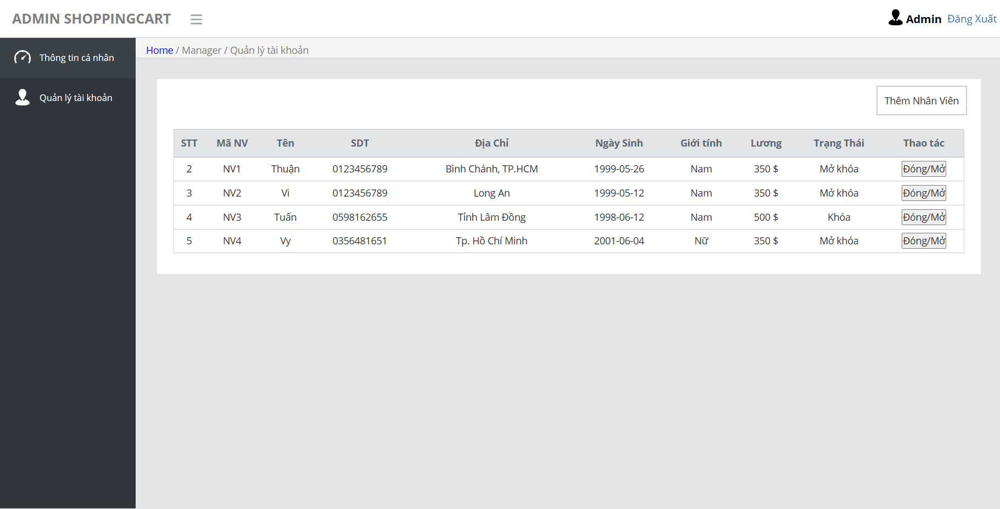 ADMIN SHOPPINGCART Admin Đăng Xuất
Thông tin cá nhân
Quản lý tài khoản
Home / Manager / Quản lý tài khoản
Thêm Nhân Viên
STT Mã NV Tên SDT Địa Chỉ Ngày Sinh Giới tính Lương Trạng Thái Thao tác
2 NV1 Thuận 0123456789 Bình Chánh, TP.HCM 1999-05-26 Nam 350 $ Mở khóa Đóng/Mở
3 NV2 Vi 0123456789 Long An 1999-05-12 Nam 350 $ Mở khóa Đóng/Mở
4 NV3 Tuấn 0598162655 Tỉnh Lâm Đồng 1998-06-12 Nam 500 $ Khóa Đóng/Mở
5 NV4 Vy 0356481651 Tp. Hồ Chí Minh 2001-06-04 Nữ 350 $ Mở khóa Đóng/Mở